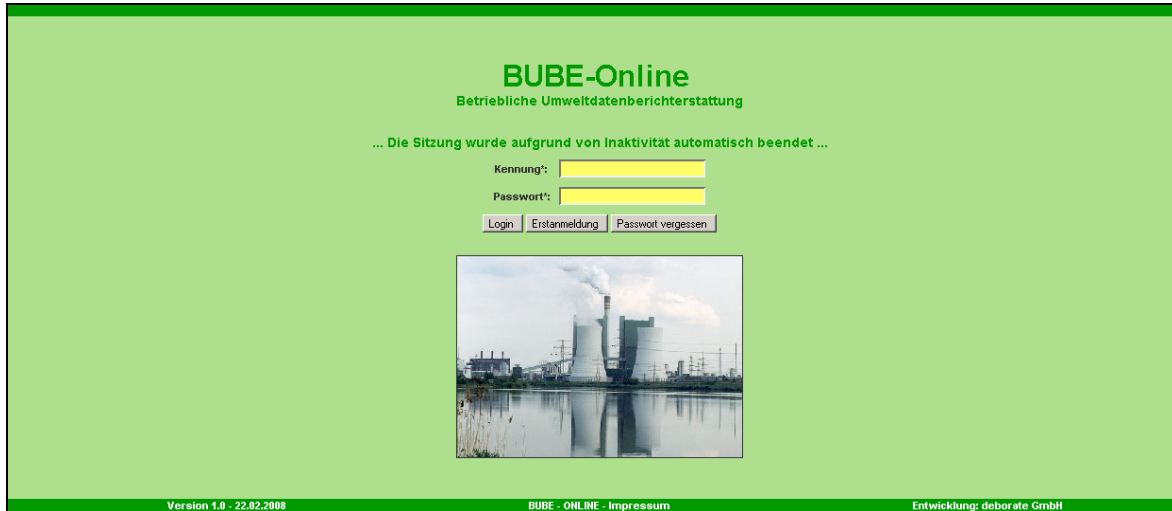 BUBE-Online
Betriebliche Umweltdatenberichterstattung
... Die Sitzung wurde aufgrund von Inaktivität automatisch beendet ...
Kennung*:
Passwort*:
Login Erstanmeldung Passwort vergessen
Version 1.0 - 22.02.2008 BUBE - ONLINE - Impressum Entwicklung: deborate GmbH